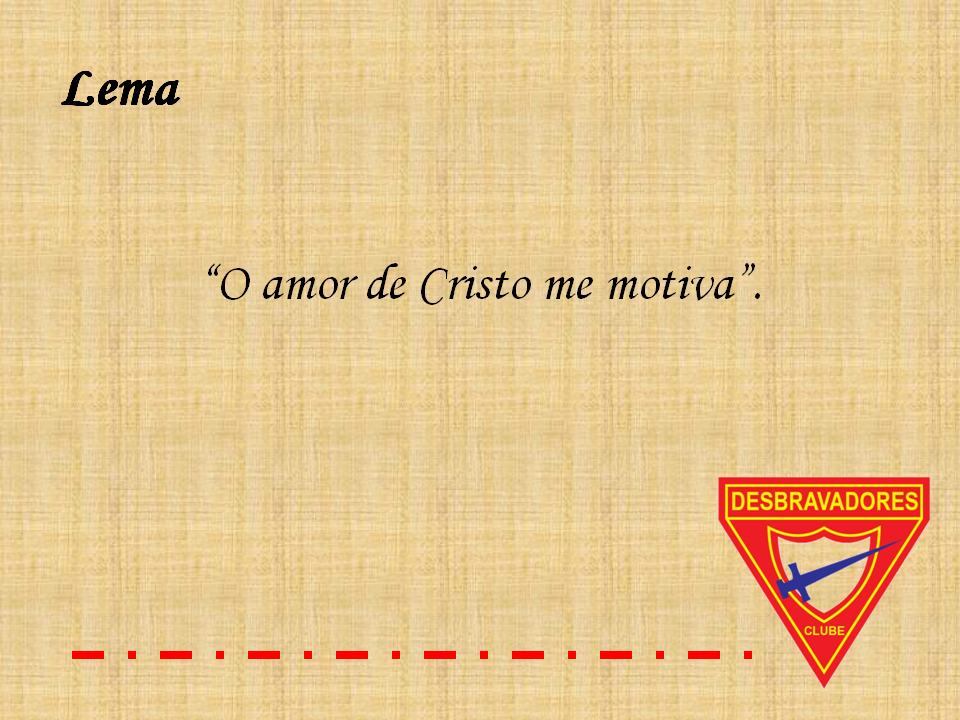 Lema
“O amor de Cristo me motiva”.
DESBRAVADORES
CLUBE